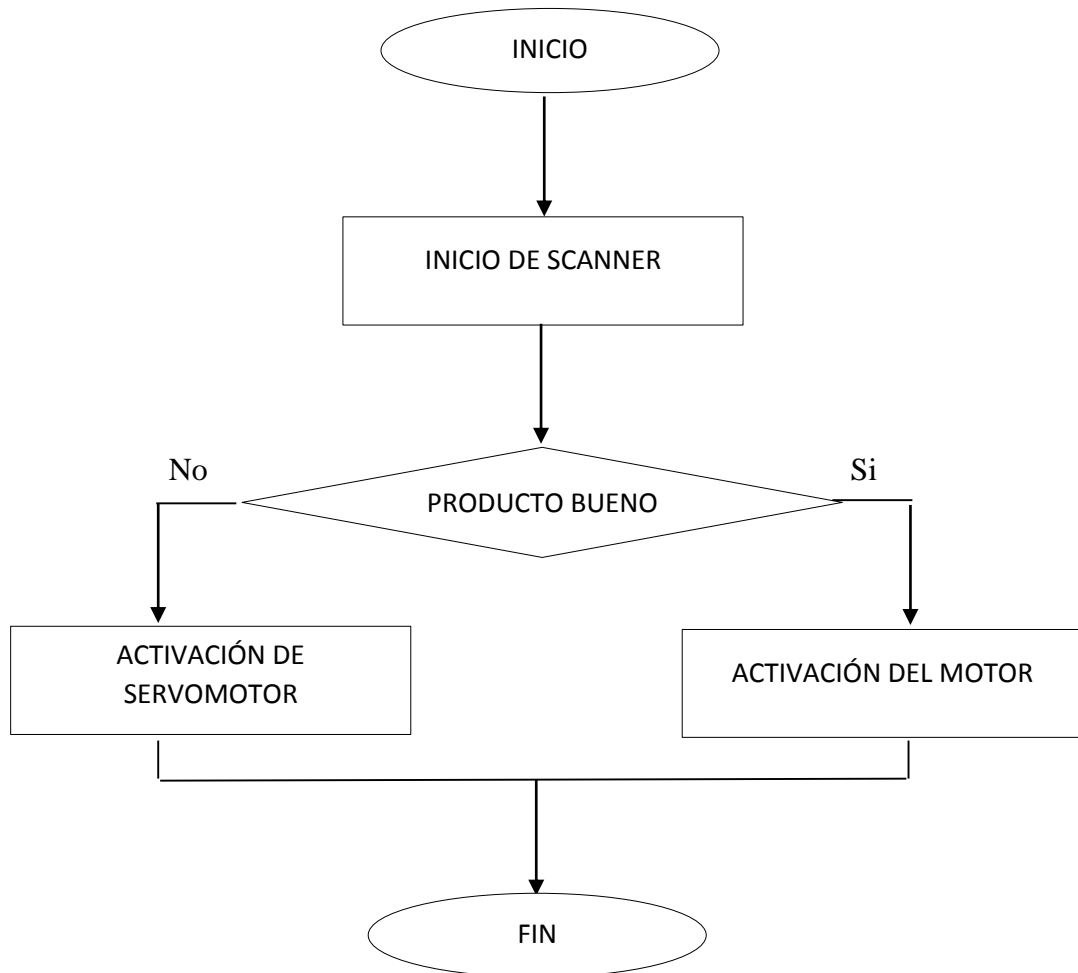 INICIO
INICIO DE SCANNER
No
Si
PRODUCTO BUENO
ACTIVACIÓN DE
SERVOMOTOR
ACTIVACIÓN DEL MOTOR
FIN